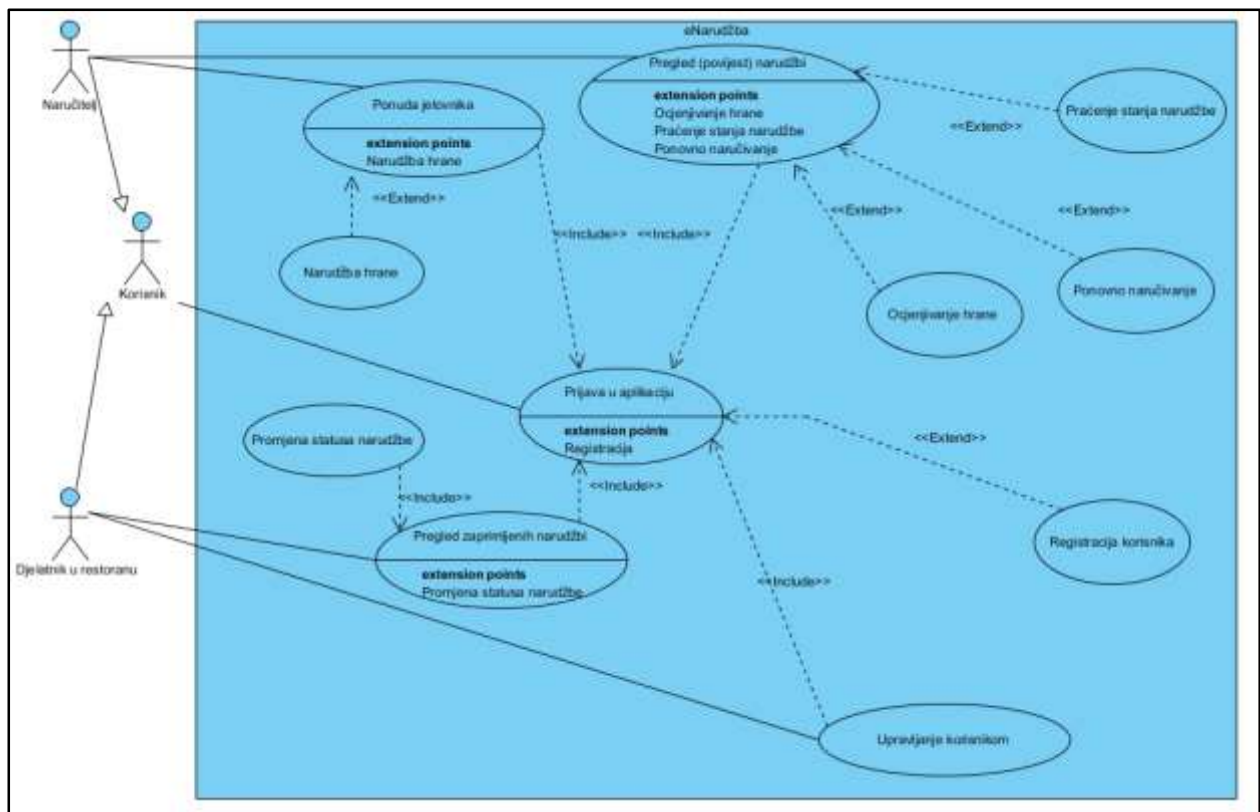 eNarudžba
Naručitelj
Pregled (povijest) narudžbi
extension points
Ocjenjivanje hrane
Praćenje stanja narudžbe
Ponovno naručivanje
Praćenje stanja narudžbe
<<Extend>>
Ponuda jelovnika
extension points
Narudžba hrane
<<Extend>>
<<Extend>>
<<Extend>>
<<Include>>
<<Include>>
Narudžba hrane
Korisnik
Ponovno naručivanje
Ocjenjivanje hrane
Prijava u aplikaciju
extension points
Registracija
Promjena statusa narudžbe
<<Extend>>
<<Include>>
<<Include>>
Pregled zaprimljenih narudžbi
extension points
Promjena statusa narudžbe
Djelatnik u restoranu
Registracija korisnika
<<Include>>
Upravljanje korisnikom